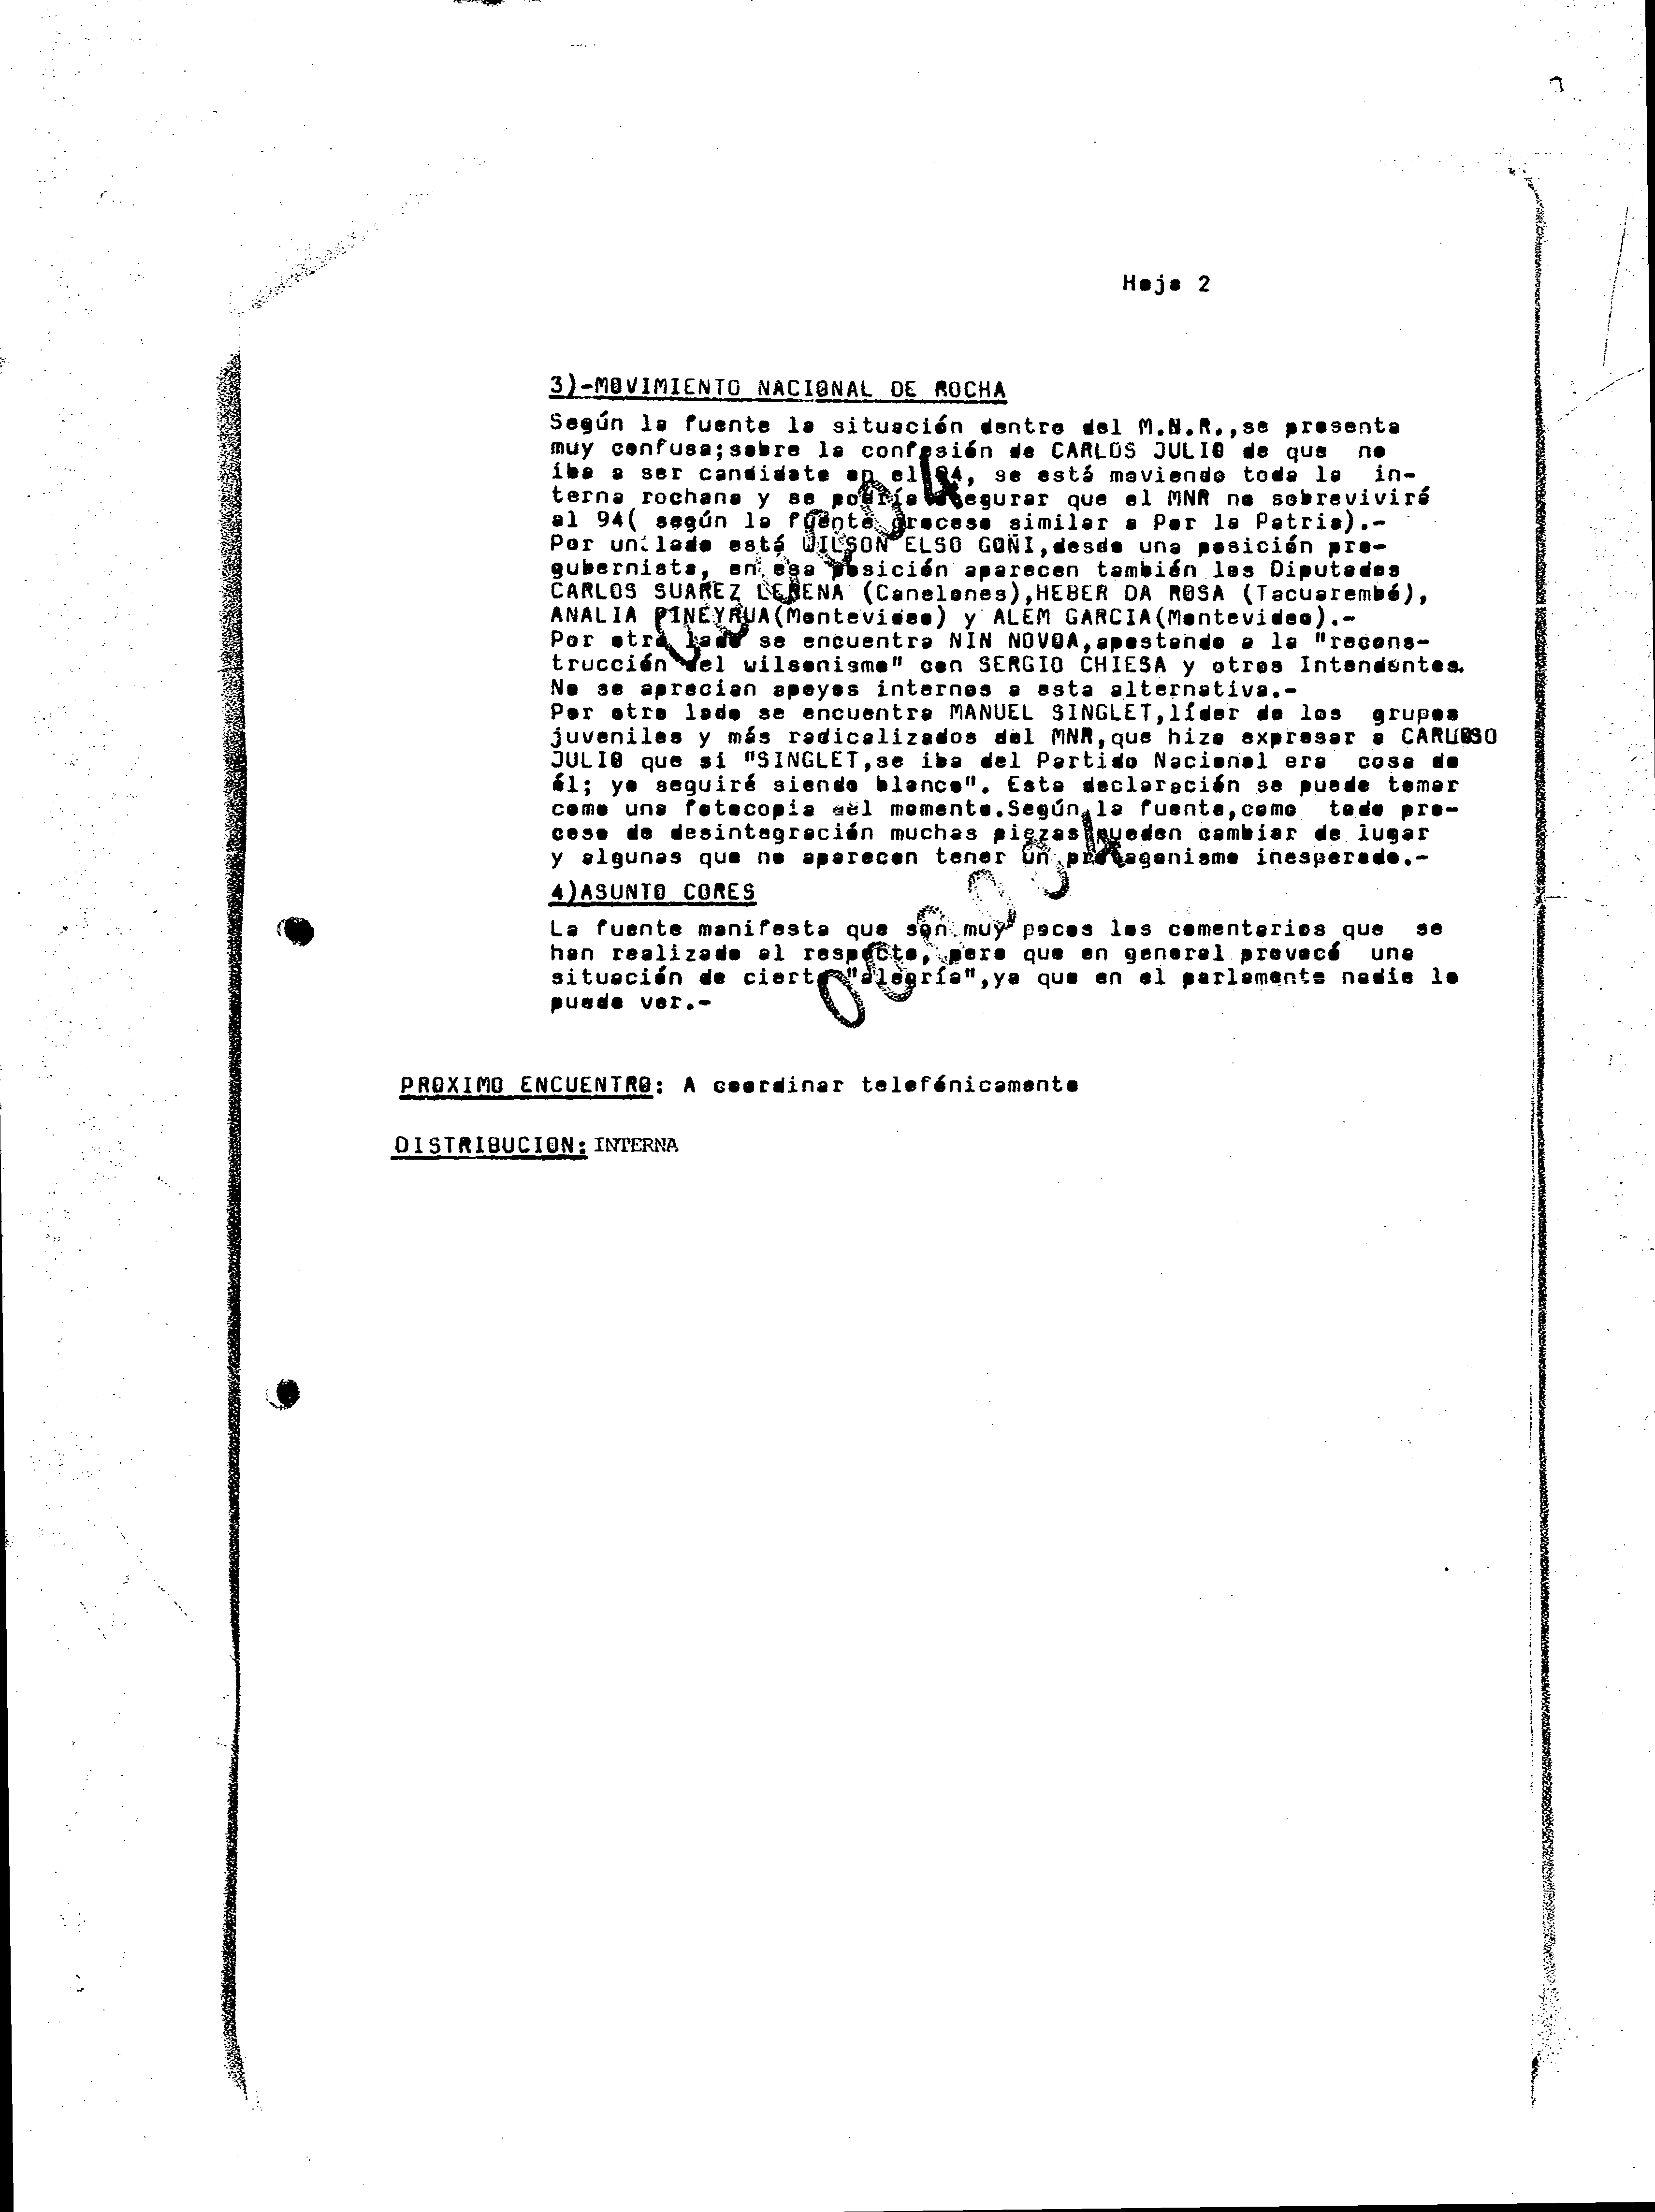 Hoja 2
3)-MOVIMIENTO NACIONAL DE ROCHA
Según la fuente la situación dentro del M.N.R.,se presenta
muy confusa;sobre la confesión de CARLOS JULIO de que no
iba a ser candidato en el 94, se está moviendo toda la in-
terna rochana y se podría asegurar que el MNR no sobrevivirá
al 94( según la fuente proceso similar a Por la Patria).-
Por un lado está WILSON ELSO GOÑI,desde una posición pro-
gubernista, en esa posición aparecen también los Diputados
CARLOS SUAREZ LERENA (Canelones),HEBER DA ROSA (Tacuarembó),
ANALIA PINEYRUA(Montevideo) y ALEM GARCIA(Montevideo).-
Por otro lado se encuentra NIN NOVOA,apostando a la "recons-
trucción del wilsonismo" con SERGIO CHIESA y otros Intendentes.
No se aprecian apoyos internos a esta alternativa.-
Por otro lado se encuentra MANUEL SINGLET,líder de los grupos
juveniles y más radicalizados del MNR,que hizo expresar a
JULIO que si "SINGLET,se iba del Partido Nacional era cosa de
él; yo seguiré siendo blanco". Esta declaración se puede tomar
como una fotocopia del momento.Según la fuente,como todo pro-
ceso de desintegración muchas piezas pueden cambiar de lugar
y algunas que no aparecen tener un protagonismo inesperado.-
4)ASUNTO CORES
La fuente manifesta que son muy pocos los comentarios que se
han realizado al respecto, pero que en general provocó una
situación de cierta "alegría",ya que en el parlamento nadie lo
puede ver.-
PROXIMO ENCUENTRO: A coordinar telefónicamente
DISTRIBUCION: INTERNA